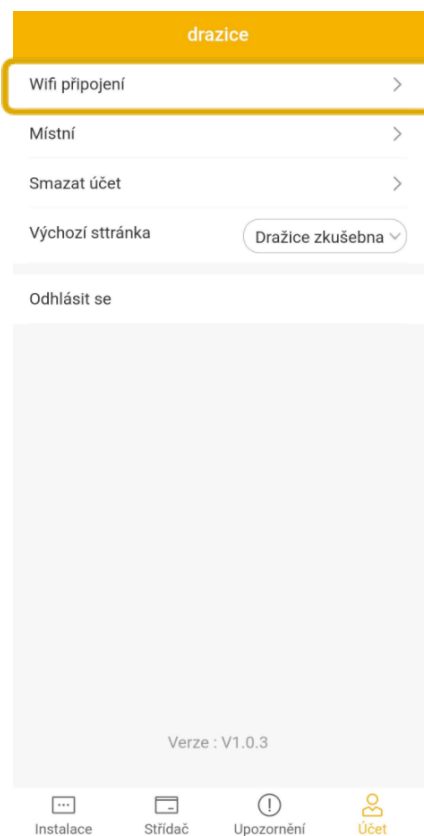 drazice
Wifi připojení
Místní
Smazat účet
Výchozí sttránka Dražice zkušebna
Odhlásit se
Verze : V1.0.3
Instalace Střídač Upozornění Účet